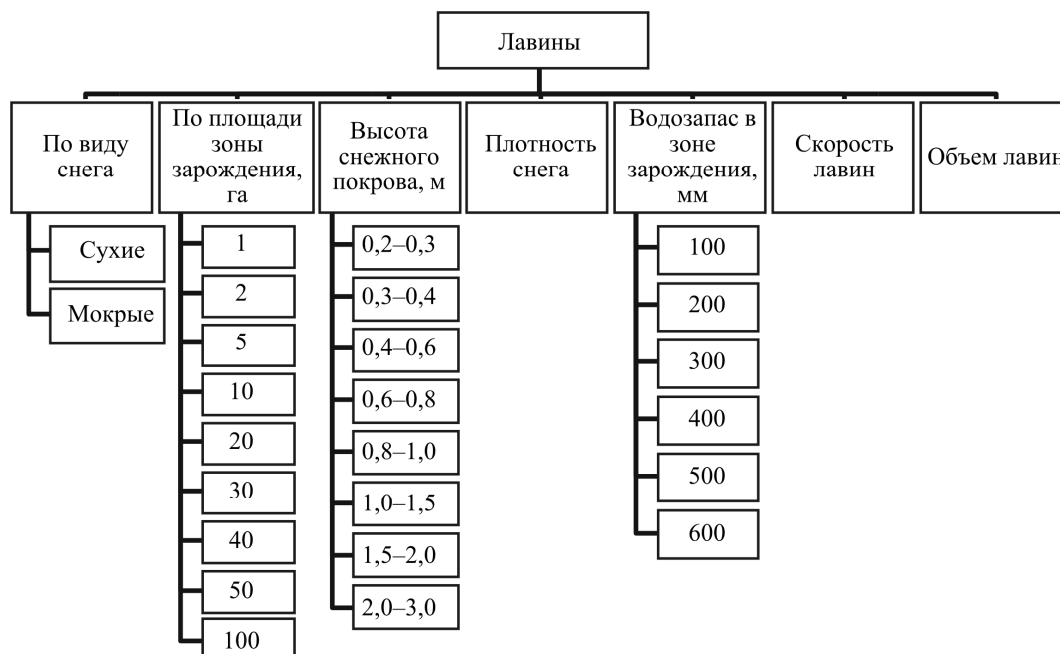 Лавины
По виду
снега
Сухие
Мокрые
По площади
зоны
зарождения,
га
1
2
5
10
20
30
40
50
100
Высота
снежного
покрова, м
0,2–0,3
0,3–0,4
0,4–0,6
0,6–0,8
0,8–1,0
1,0–1,5
1,5–2,0
2,0–3,0
Плотность
снега
Водозапас в
зоне
зарождения,
мм
100
200
300
400
500
600
Скорость
лавин
Объем лавин